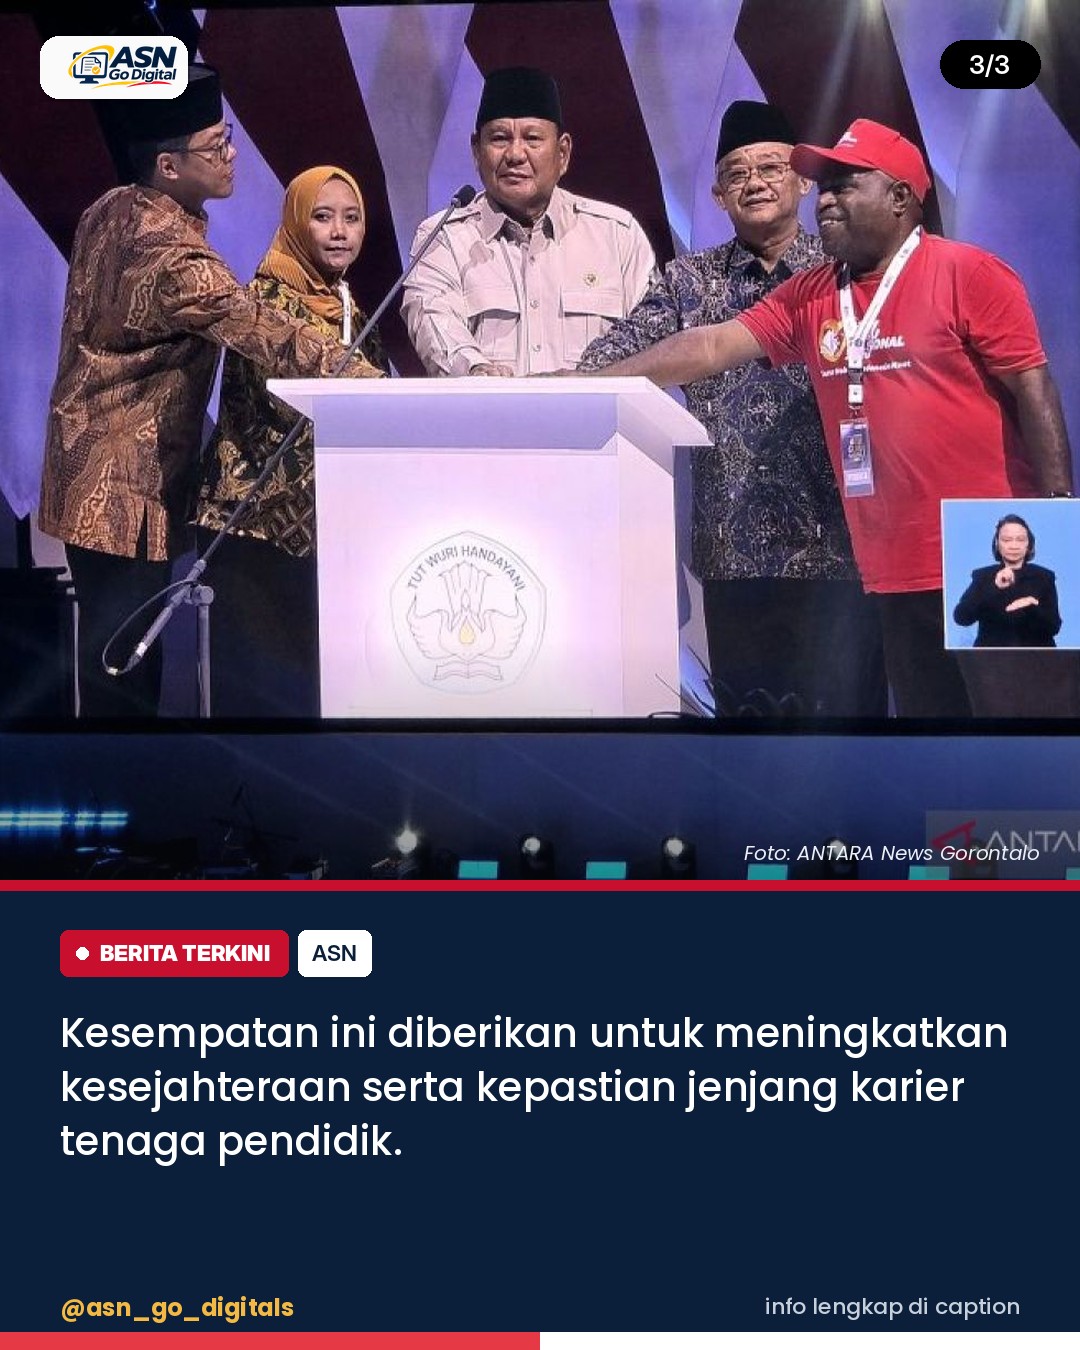 ASN
Go Digital
3/3
TUT WURI HANDAYANI
ANTARA
Foto: ANTARA News Gorontalo
BERITA TERKINI
ASN
Kesempatan ini diberikan untuk meningkatkan
kesejahteraan serta kepastian jenjang karier
tenaga pendidik.
@asn_go_digitals
info lengkap di caption